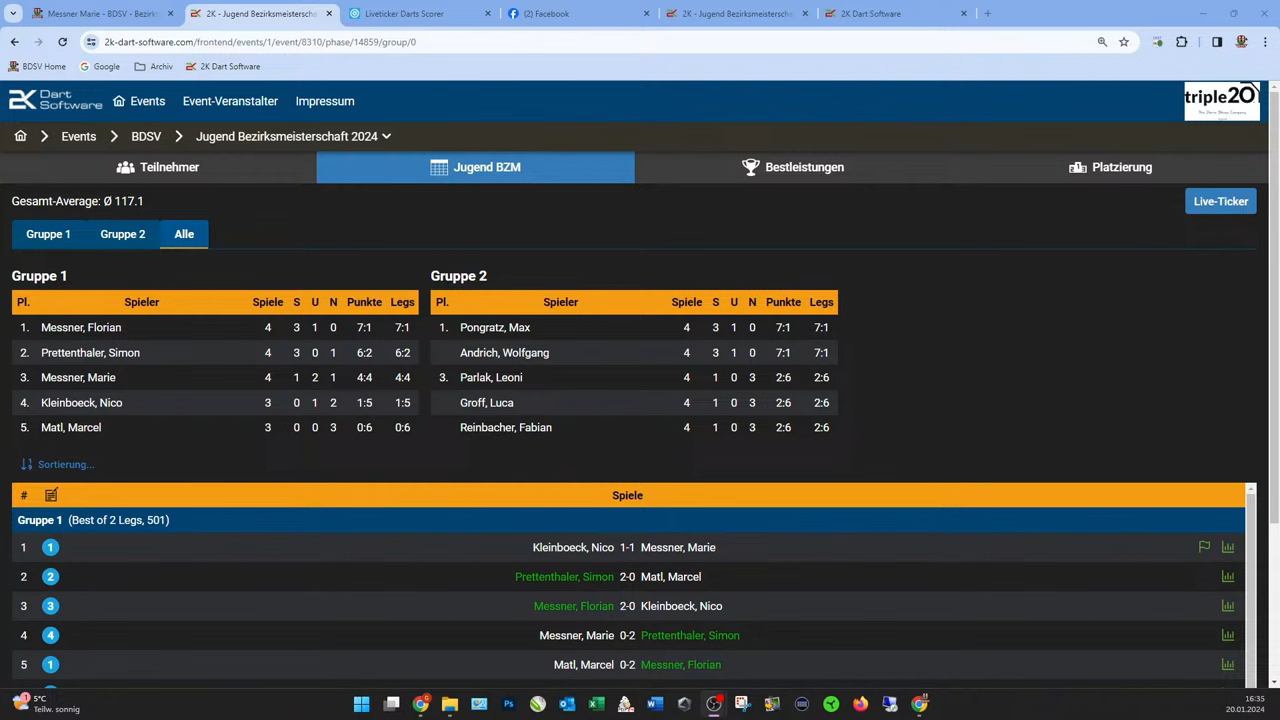 Messner Marie - BDSV - Bezirks
2K - Jugend Bezirksmeisterscha
Liveticker Darts Scorer
(2) Facebook
2K - Jugend Bezirksmeisterscha
2K Dart Software
2k-dart-software.com/frontend/events/1/event/8310/phase/14859/group/0
BDSV Home Google Archiv 2K Dart Software
2K Dart Software Events Event-Veranstalter Impressum triple20
Events BDSV Jugend Bezirksmeisterschaft 2024
Teilnehmer Jugend BZM Bestleistungen Platzierung
Gesamt-Average: Ø 117.1 Live-Ticker
Gruppe 1 Gruppe 2 Alle
Gruppe 1
Pl. Spieler Spiele S U N Punkte Legs
1. Messner, Florian 4 3 1 0 7:1 7:1
2. Prettenthaler, Simon 4 3 0 1 6:2 6:2
3. Messner, Marie 4 1 2 1 4:4 4:4
4. Kleinboeck, Nico 3 0 1 2 1:5 1:5
5. Matl, Marcel 3 0 0 3 0:6 0:6
Gruppe 2
Pl. Spieler Spiele S U N Punkte Legs
1. Pongratz, Max 4 3 1 0 7:1 7:1
Andrich, Wolfgang 4 3 1 0 7:1 7:1
3. Parlak, Leoni 4 1 0 3 2:6 2:6
Groff, Luca 4 1 0 3 2:6 2:6
Reinbacher, Fabian 4 1 0 3 2:6 2:6
Sortierung...
# Spiele
Gruppe 1 (Best of 2 Legs, 501)
1 1 Kleinboeck, Nico 1-1 Messner, Marie
2 2 Prettenthaler, Simon 2-0 Matl, Marcel
3 3 Messner, Florian 2-0 Kleinboeck, Nico
4 4 Messner, Marie 0-2 Prettenthaler, Simon
5 1 Matl, Marcel 0-2 Messner, Florian
1
5°C
Teilw. sonnig
16:35
20.01.2024